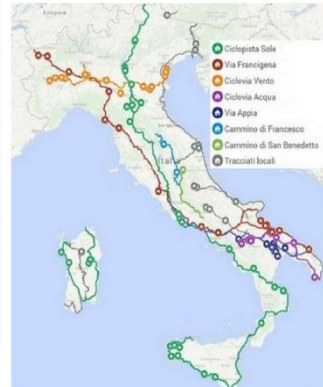 Ciclopista Sole
Via Francigena
Ciclovia Vento
Ciclovia Acqua
Via Appia
Cammino di Francesco
Cammino di San Benedetto
Tracciati locali
Italia